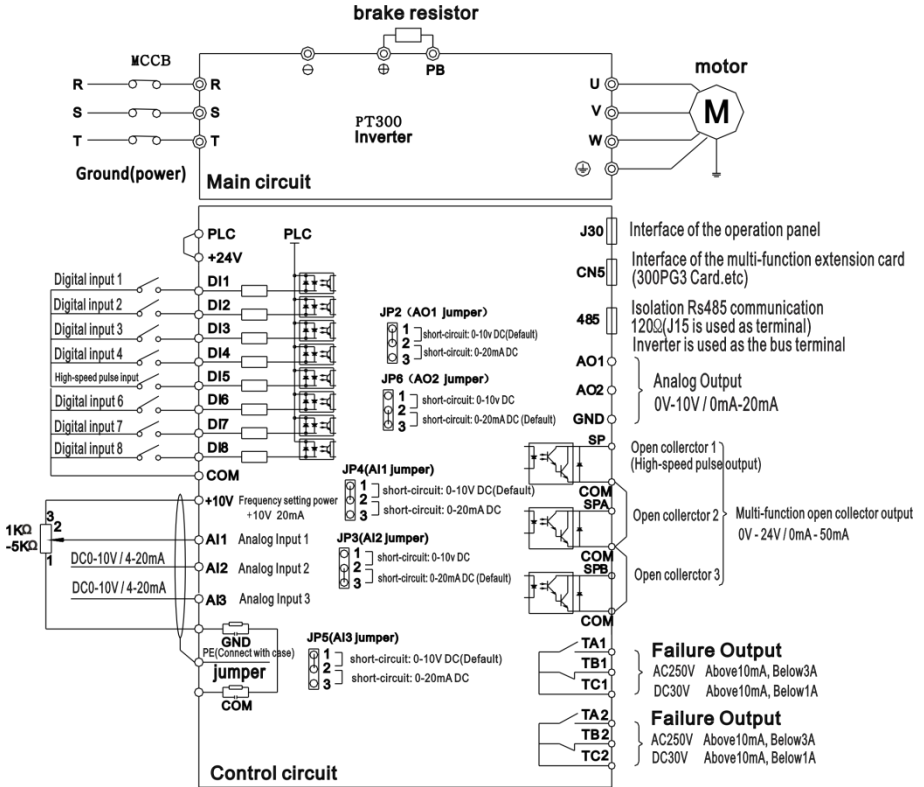 brake resistor
MCCB
⊖
⊕
PB
motor
R
R
U
S
S
V
M
T
T
W
PT300
Inverter
Ground(power)
Main circuit
PLC
PLC
+24V
J30
Interface of the operation panel
CN5
Interface of the multi-function extension card
(300PG3 Card.etc)
485
Isolation Rs485 communication
120Ω(J15 is used as terminal)
Inverter is used as the bus terminal
Digital input 1
DI1
Digital input 2
DI2
Digital input 3
DI3
Digital input 4
DI4
High-speed pulse input
DI5
Digital input 6
DI6
Digital input 7
DI7
Digital input 8
DI8
COM
JP2（AO1 jumper）
1
2
3
short-circuit: 0-10v DC(Default)
short-circuit: 0-20mA DC
JP6（AO2 jumper）
1
2
3
short-circuit: 0-10v DC
short-circuit: 0-20mA DC (Default)
AO1
AO2
GND
Analog Output
0V-10V / 0mA-20mA
SP
COM
Open collerctor 1
(High-speed pulse output)
SPA
COM
Open collerctor 2
SPB
COM
Open collerctor 3
Multi-function open collector output
0V - 24V / 0mA - 50mA
JP4(AI1 jumper)
1
2
3
short-circuit: 0-10V DC(Default)
short-circuit: 0-20mA DC
JP3(AI2 jumper)
1
2
3
short-circuit: 0-10v DC
short-circuit: 0-20mA DC (Default)
JP5(AI3 jumper)
1
2
3
short-circuit: 0-10V DC(Default)
short-circuit: 0-20mA DC
+10V
Frequency setting power
+10V 20mA
1KΩ
-5KΩ
3
2
1
AI1
Analog Input 1
DC0-10V / 4-20mA
AI2
Analog Input 2
DC0-10V / 4-20mA
AI3
Analog Input 3
GND
PE(Connect with case)
jumper
COM
TA1
TB1
TC1
Failure Output
AC250V Above10mA, Below3A
DC30V Above10mA, Below1A
TA2
TB2
TC2
Failure Output
AC250V Above10mA, Below3A
DC30V Above10mA, Below1A
Control circuit